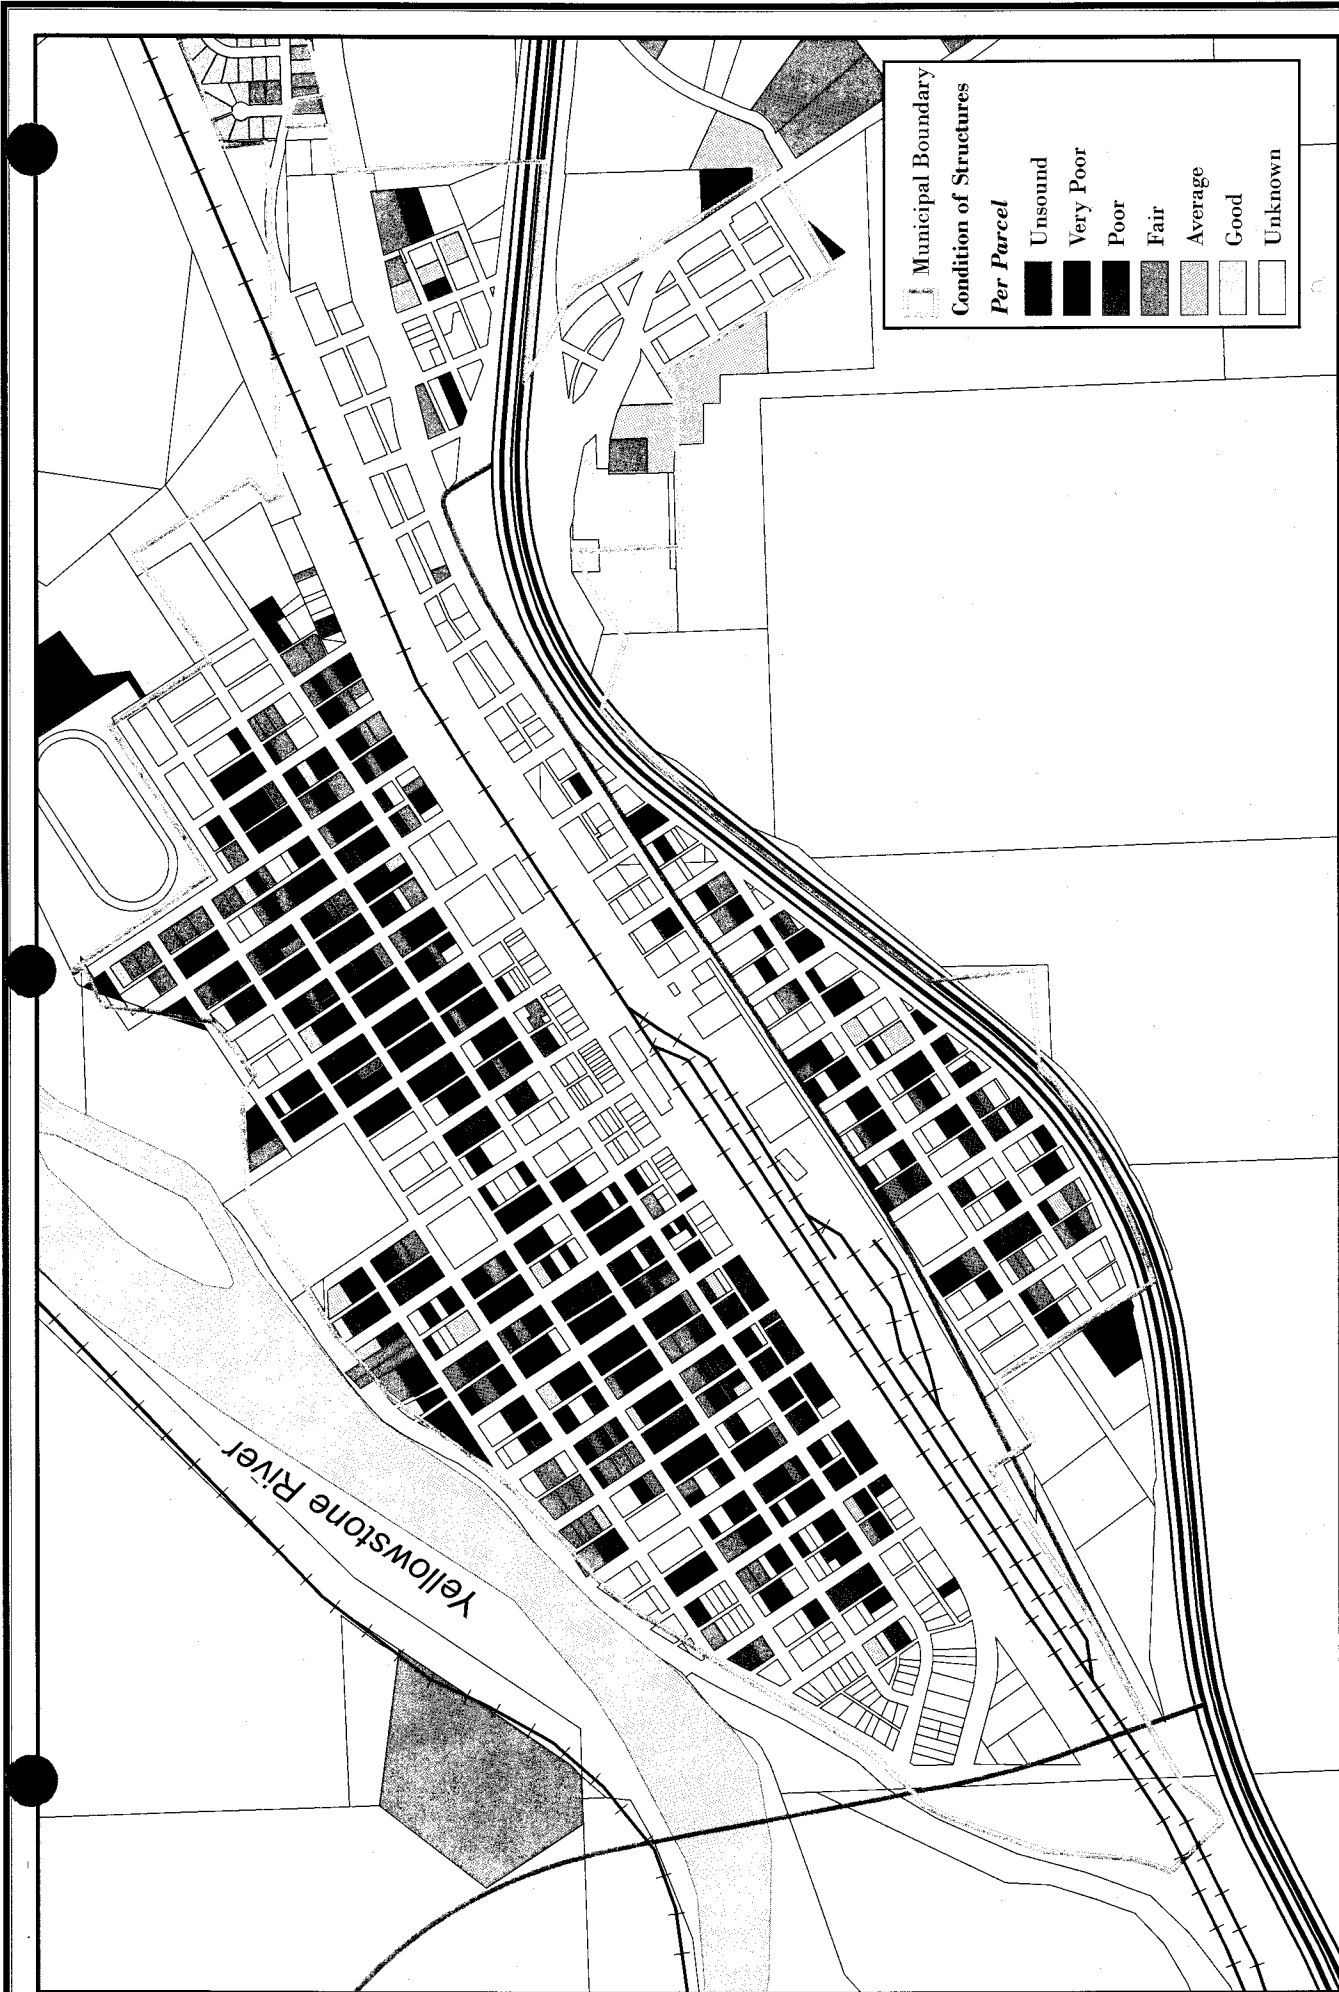 Municipal Boundary
Condition of Structures
Per Parcel
Unsound
Very Poor
Poor
Fair
Average
Good
Unknown
Yellowstone River